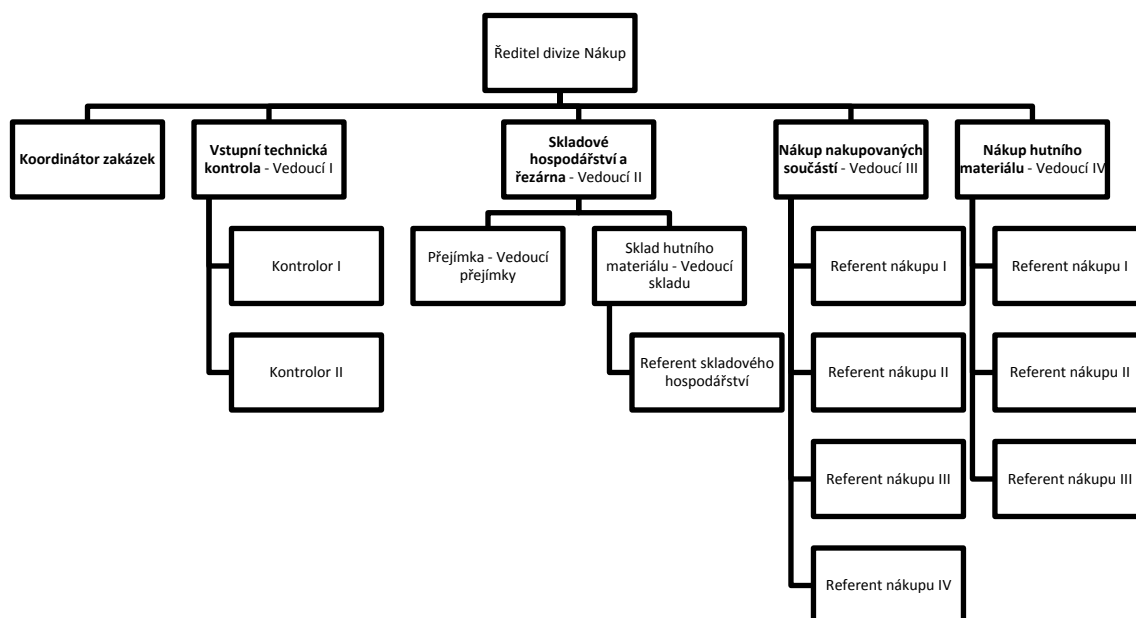 Ředitel divize Nákup
Koordinátor zakázek
Vstupní technická
kontrola - Vedoucí I
Skladové
hospodářství a
řezárna - Vedoucí II
Nákup nakupovaných
součástí - Vedoucí III
Nákup hutního
materiálu - Vedoucí IV
Kontrolor I
Kontrolor II
Přejímka - Vedoucí
přejímky
Sklad hutního
materiálu - Vedoucí
skladu
Referent skladového
hospodářství
Referent nákupu I
Referent nákupu II
Referent nákupu III
Referent nákupu IV
Referent nákupu I
Referent nákupu II
Referent nákupu III